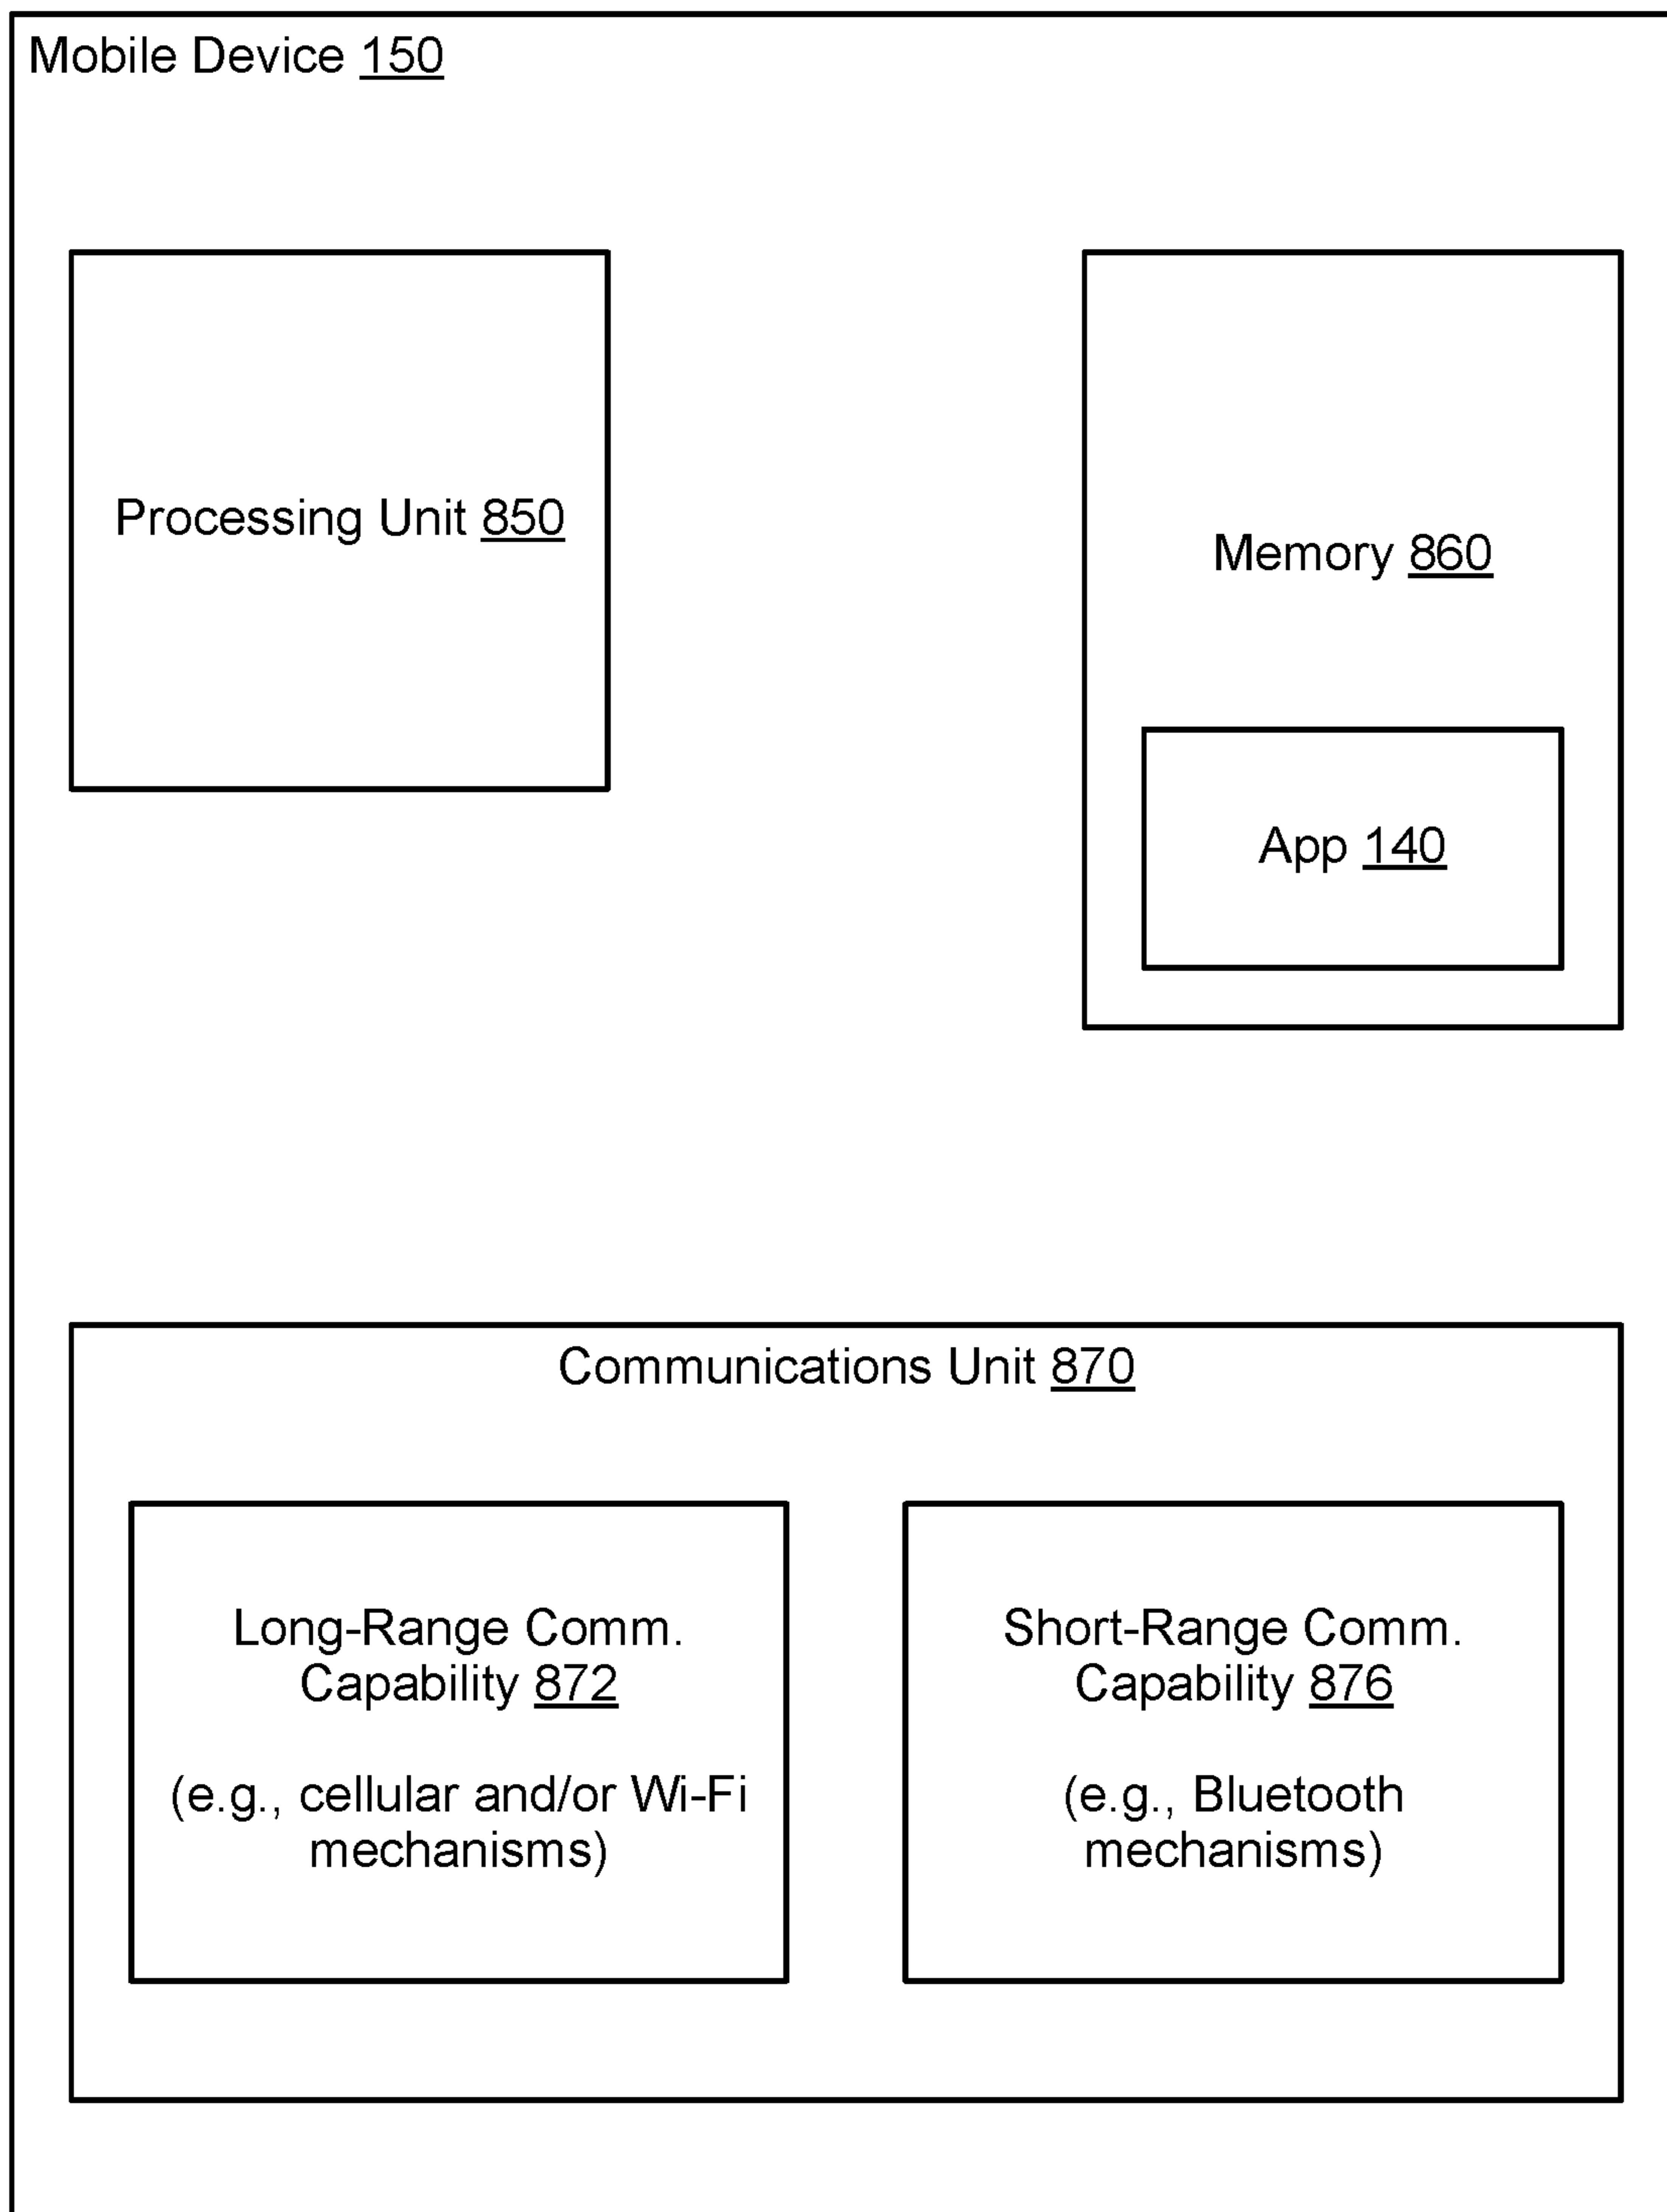 Mobile Device 150
Processing Unit 850
Memory 860
App 140
Communications Unit 870
Long-Range Comm.
Capability 872
(e.g., cellular and/or Wi-Fi
mechanisms)
Short-Range Comm.
Capability 876
(e.g., Bluetooth
mechanisms)